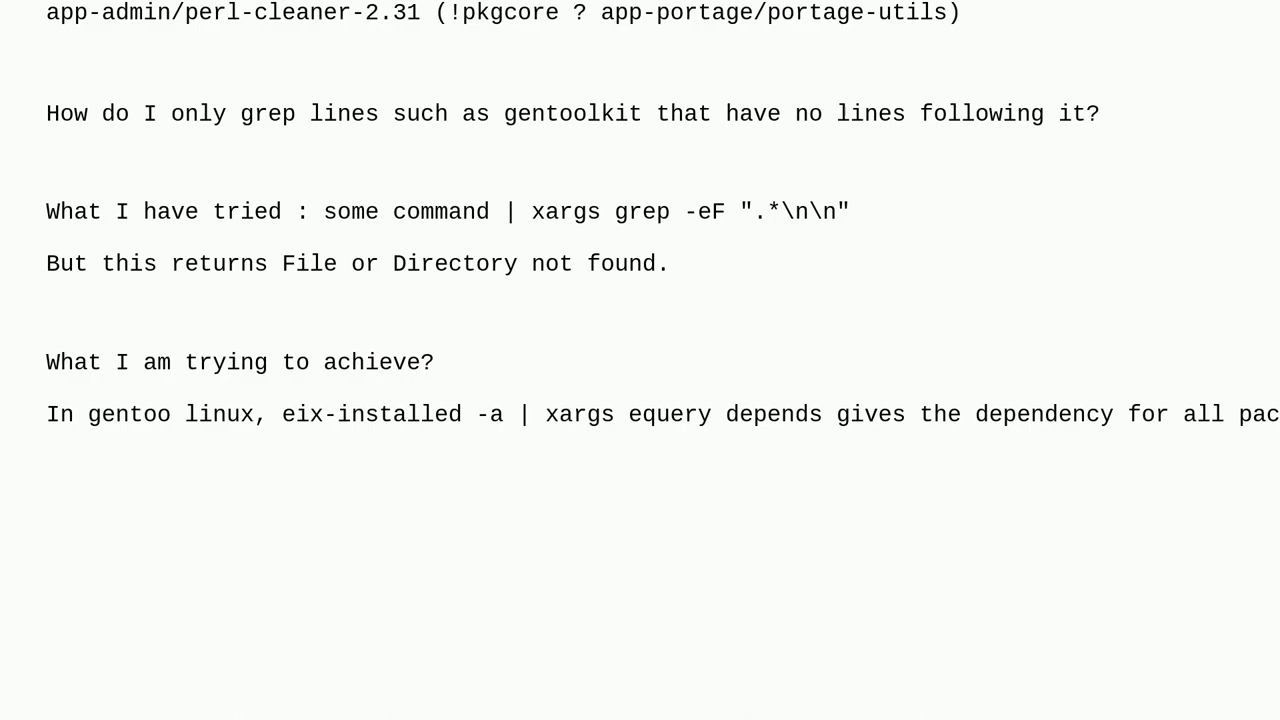 app-admin/perl-cleaner-2.31 (!pkgcore ? app-portage/portage-utils)
How do I only grep lines such as gentoolkit that have no lines following it?
What I have tried : some command | xargs grep -eF ".*\n\n"
But this returns File or Directory not found.
What I am trying to achieve?
In gentoo linux, eix-installed -a | xargs equery depends gives the dependency for all pac